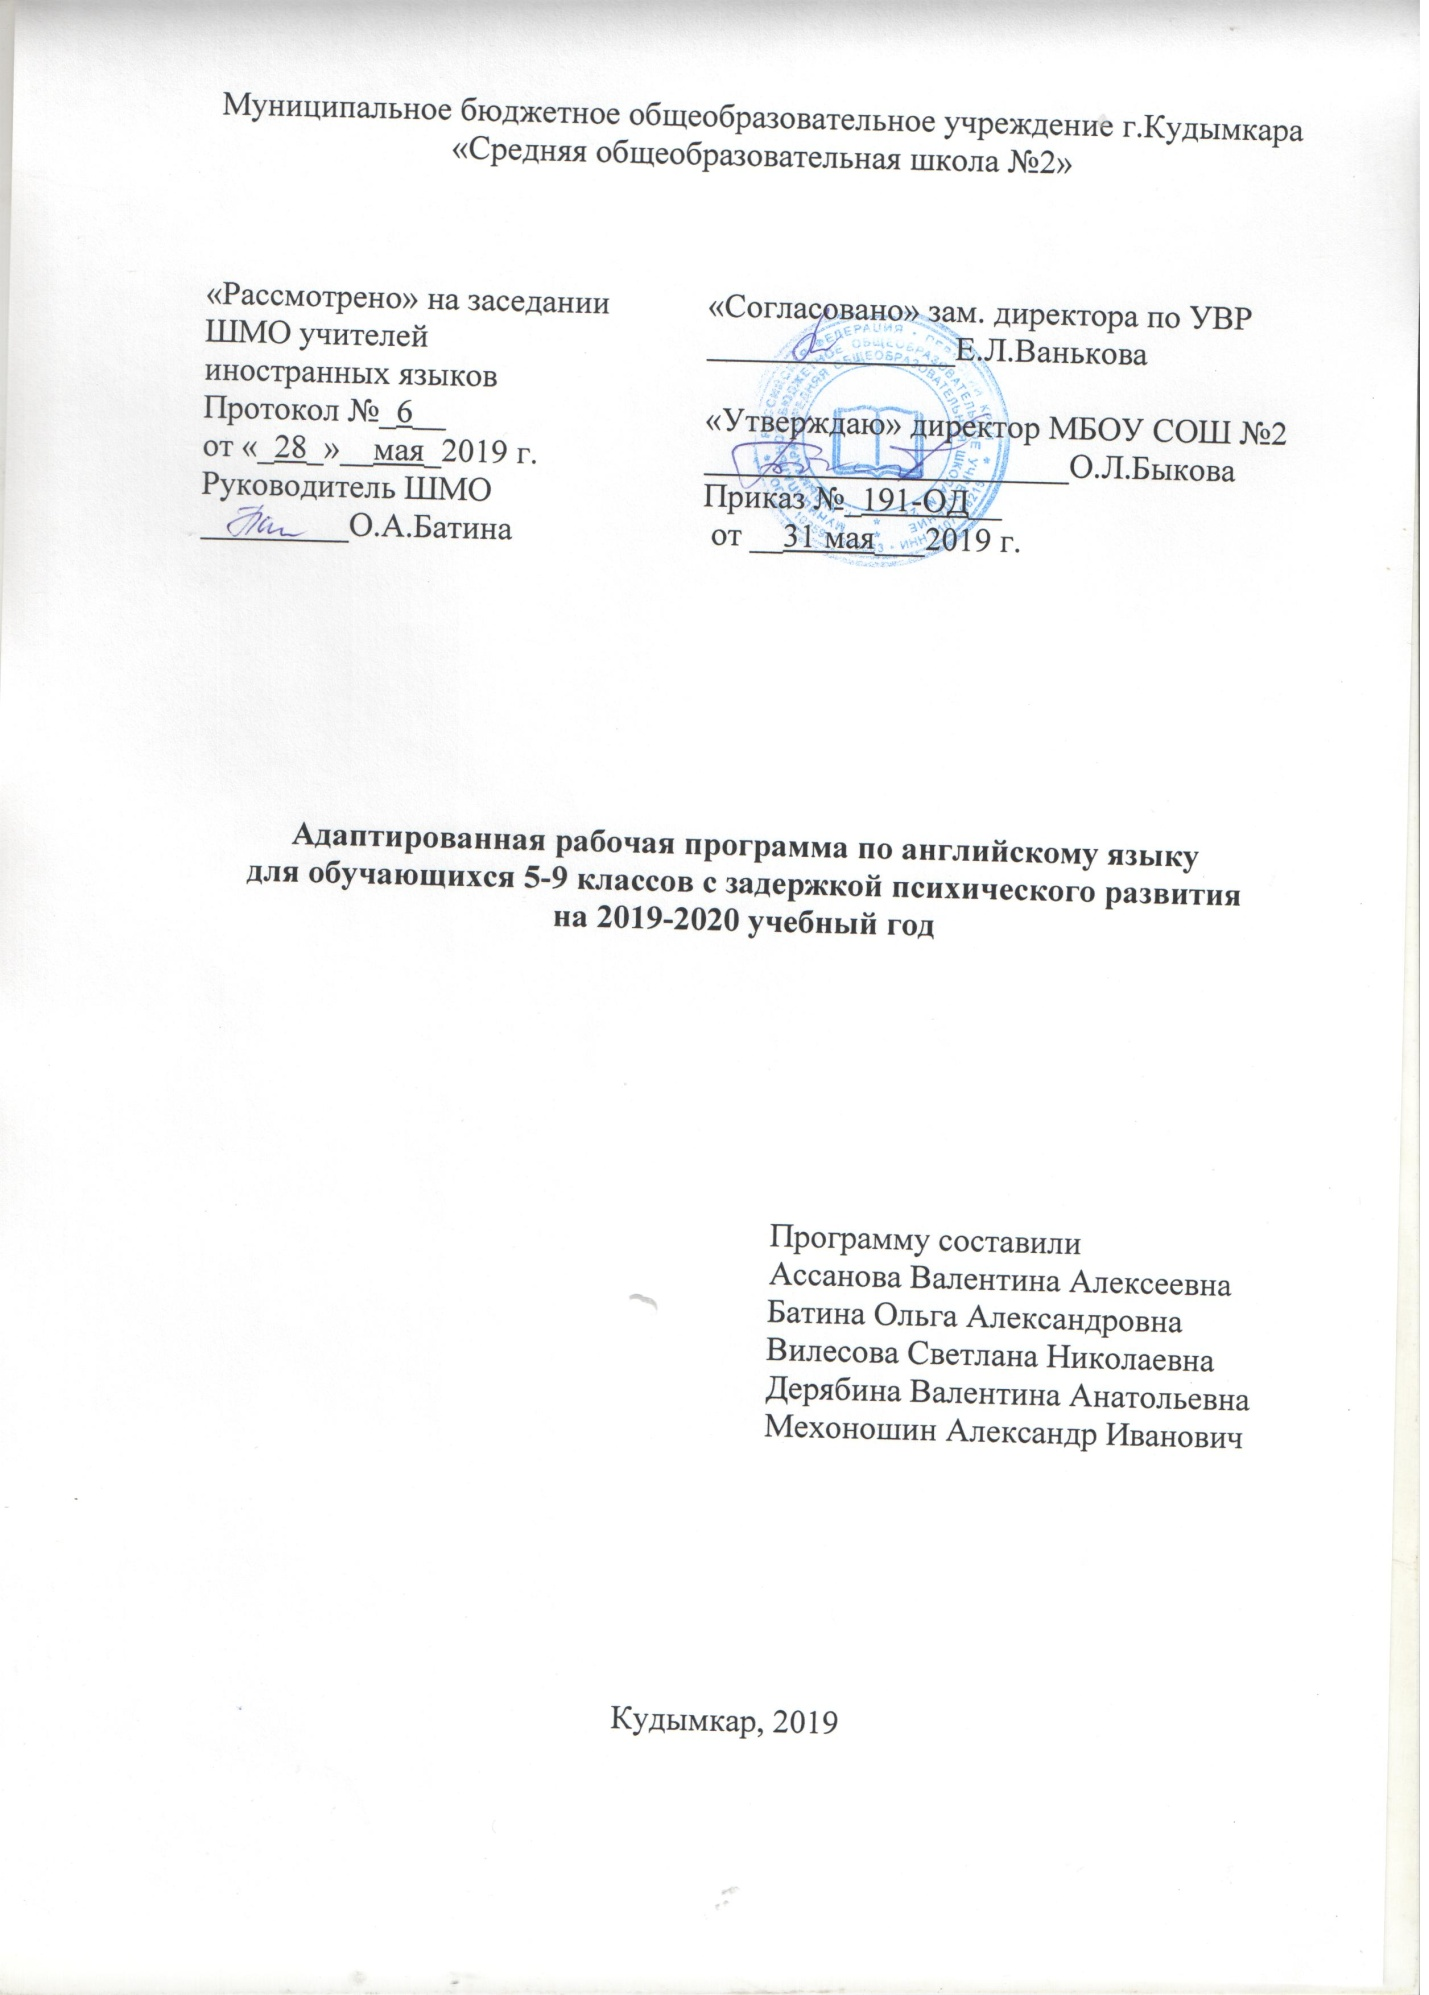 Муниципальное бюджетное общеобразовательное учреждение г.Кудымкара
«Средняя общеобразовательная школа №2»
«Рассмотрено» на заседании
ШМО учителей
иностранных языков
Протокол №_6__
от «_28_»__мая_2019 г.
Руководитель ШМО
_________О.А.Батина
«Согласовано» зам. директора по УВР
_______________Е.Л.Ванькова
«Утверждаю» директор МБОУ СОШ №2
______________________О.Л.Быкова
Приказ №_191-ОД__
от __31 мая___2019 г.
Адаптированная рабочая программа по английскому языку
для обучающихся 5-9 классов с задержкой психического развития
на 2019-2020 учебный год
Программу составили
Ассанова Валентина Алексеевна
Батина Ольга Александровна
Вилесова Светлана Николаевна
Дерябина Валентина Анатольевна
Мехоношин Александр Иванович
Кудымкар, 2019